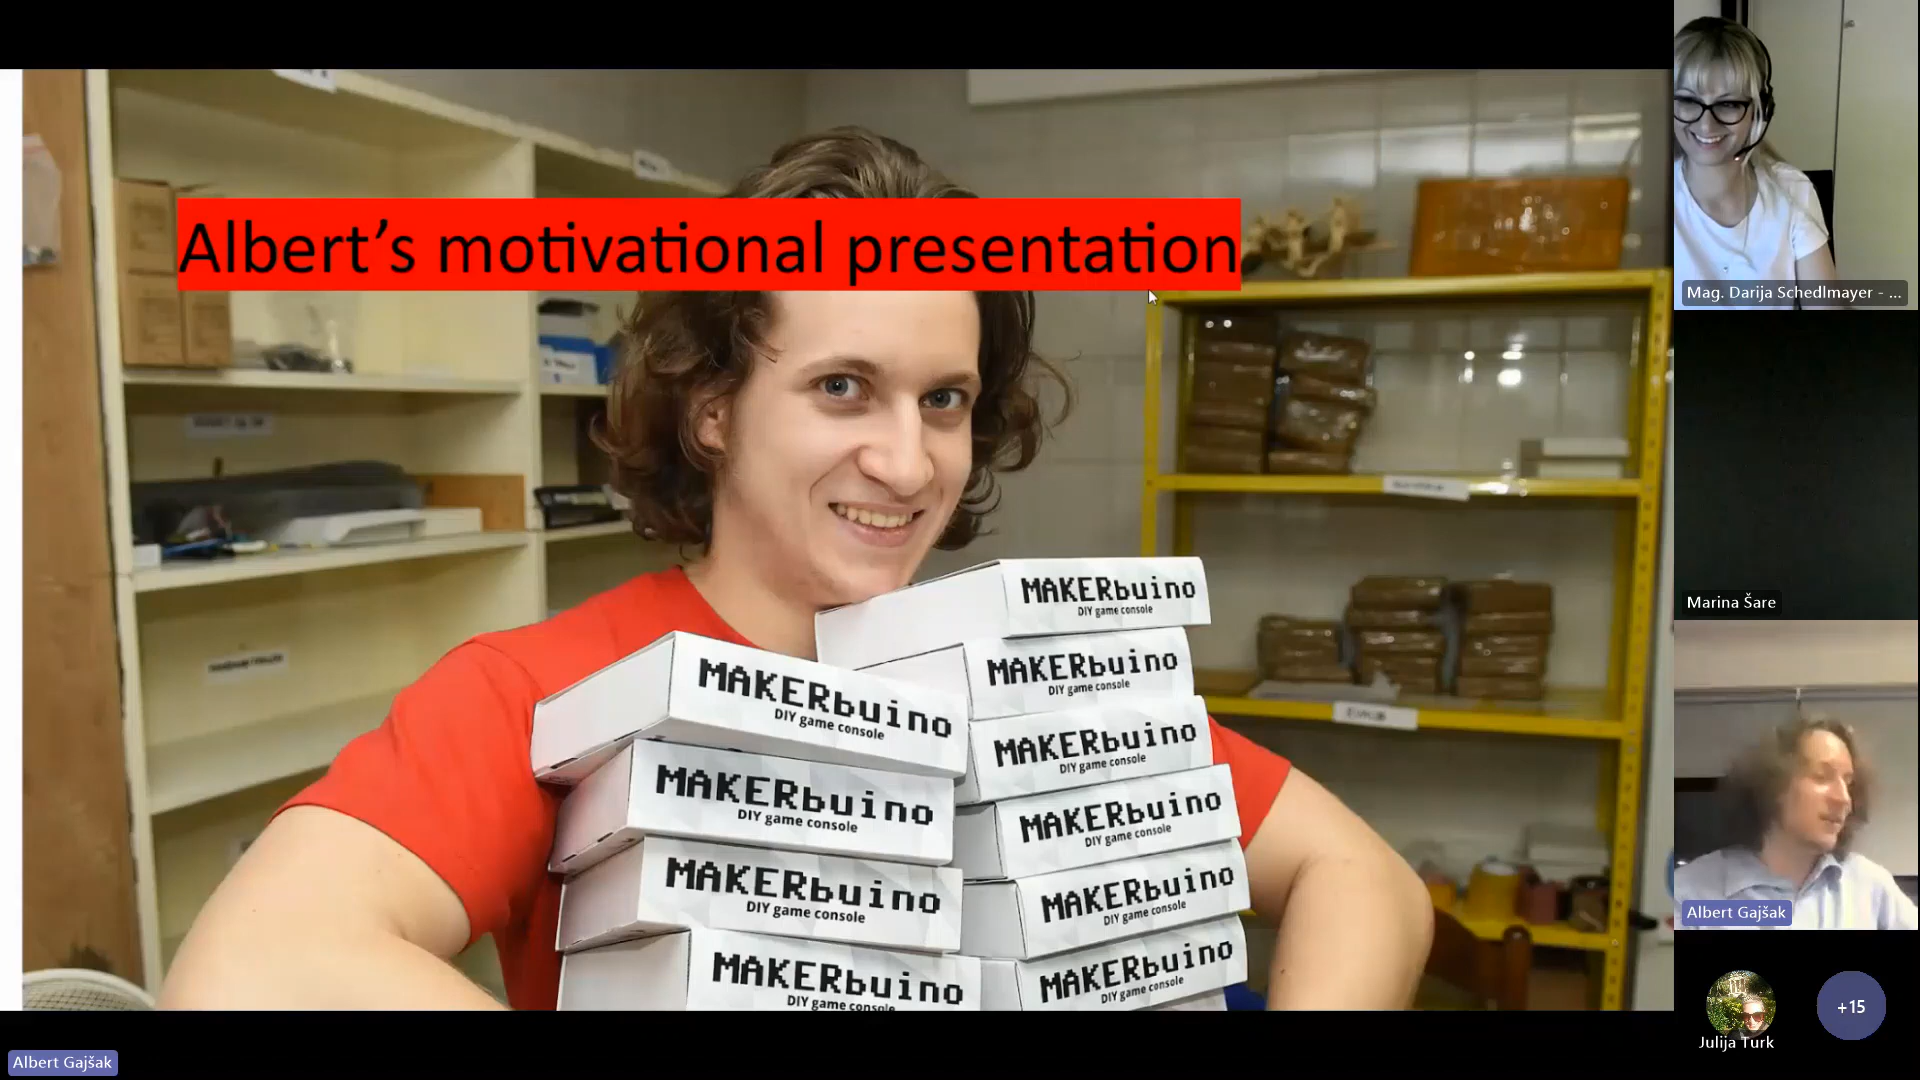 Albert's motivational presentation
MAKERbuino
DIY game console
MAKERbuino
DIY game console
MAKERbuino
DIY game console
MAKERbuino
DIY game console
MAKERbuino
DIY game console
MAKERbuino
DIY game console
MAKERbuino
DIY game console
MAKERbuino
DIY game console
MAKERbuino
DIY game console
MAKERbuino
DIY game console
Mag. Darija Schedlmayer - ...
Marina Šare
Albert Gajšak
Julija Turk
+15
Albert Gajšak